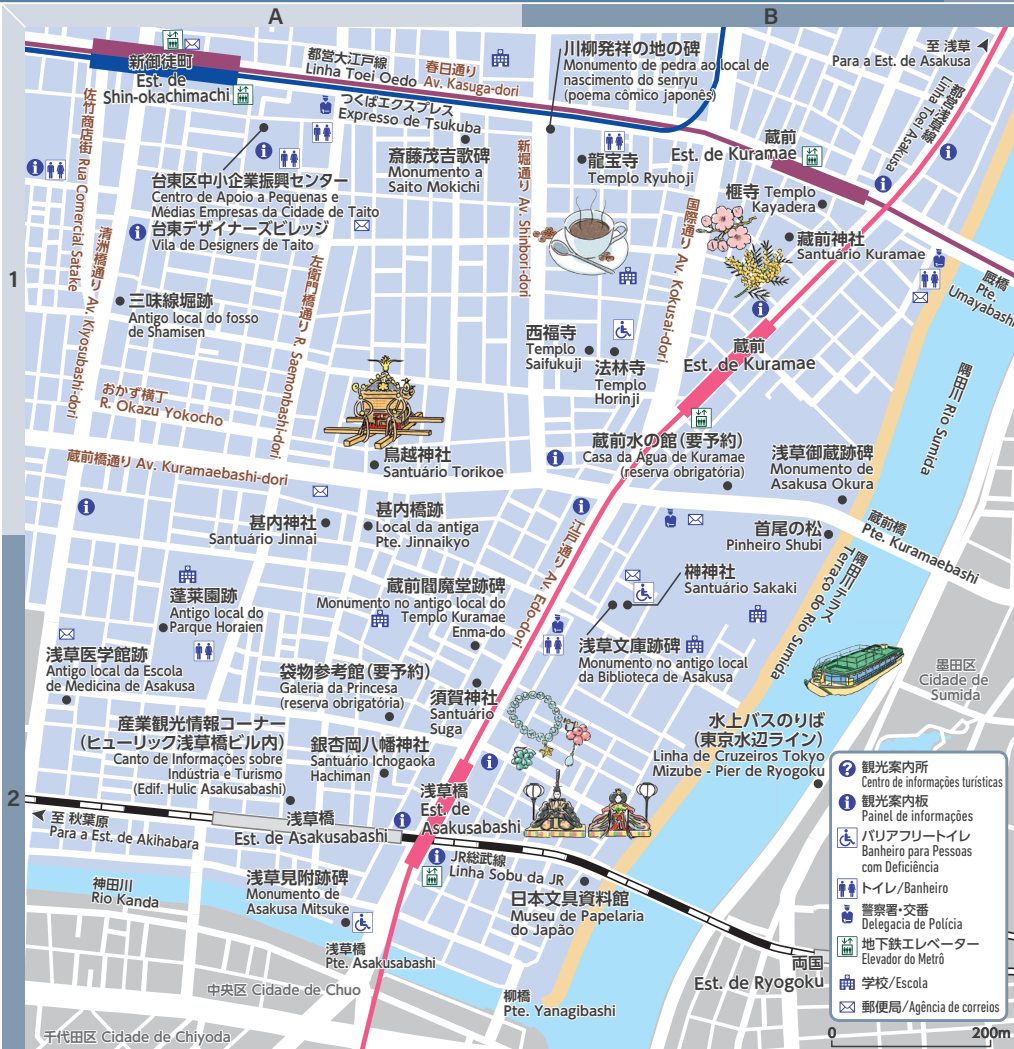 A
B
1
2
新御徒町
Est. de
Shin-okachimachi
都営大江戸線
Linha Toei Oedo
春日通り
Av. Kasuga-dori
つくばエクスプレス
Expresso de Tsukuba
川柳発祥の地の碑
Monumento de pedra ao local de
nascimento do senryu
(poema cômico japonês)
至 浅草
Para a Est. de Asakusa
都営浅草線
Linha Toei Asakusa
佐竹商店街 Rua Comercial Satake
清洲橋通り Av. Kiyosubashi-dori
台東区中小企業振興センター
Centro de Apoio a Pequenas e
Médias Empresas da Cidade de Taito
台東デザイナーズビレッジ
Vila de Designers de Taito
斎藤茂吉歌碑
Monumento a
Saito Mokichi
新堀通り Av. Shinbori-dori
龍宝寺
Templo Ryuhoji
蔵前
Est. de Kuramae
榧寺 Templo
Kayadera
蔵前神社
Santuário Kuramae
国際通り Av. Kokusai-dori
厩橋
Pte.
Umayabashi
三味線堀跡
Antigo local do fosso
de Shamisen
左衛門橋通り R. Saemonbashi-dori
西福寺
Templo
Saifukuji
法林寺
Templo
Horinji
蔵前
Est. de Kuramae
隅田川 Rio Sumida
おかず横丁
R. Okazu Yokocho
蔵前橋通り Av. Kuramaebashi-dori
鳥越神社
Santuário Torikoe
蔵前水の館(要予約)
Casa da Água de Kuramae
(reserva obrigatória)
浅草御蔵跡碑
Monumento de
Asakusa Okura
甚内神社
Santuário Jinnai
甚内橋跡
Local da antiga
Pte. Jinnaikyo
江戸通り Av. Edo-dori
首尾の松
Pinheiro Shubi
蔵前橋
Pte. Kuramaebashi
隅田川テラス
Terraço do Rio Sumida
蓬莱園跡
Antigo local do
Parque Horaien
蔵前閻魔堂跡碑
Monumento no antigo local do
Templo Kuramae
Enma-do
榊神社
Santuário Sakaki
浅草文庫跡碑
Monumento no antigo local
da Biblioteca de Asakusa
浅草医学館跡
Antigo local da Escola
de Medicina de Asakusa
袋物参考館(要予約)
Galeria da Princesa
(reserva obrigatória)
須賀神社
Santuário
Suga
墨田区
Cidade de
Sumida
産業観光情報コーナー
(ヒューリック浅草橋ビル内)
Canto de Informações sobre
Indústria e Turismo
(Edif. Hulic Asakusabashi)
銀杏岡八幡神社
Santuário Ichogaoka
Hachiman
水上バスのりば
(東京水辺ライン)
Linha de Cruzeiros Tokyo
Mizube - Pier de Ryogoku
至 秋葉原
Para a Est. de Akihabara
浅草橋
Est. de Asakusabashi
浅草橋
Est. de
Asakusabashi
JR総武線
Linha Sobu da JR
神田川
Rio Kanda
浅草見附跡碑
Monumento de
Asakusa Mitsuke
日本文具資料館
Museu de Papelaria
do Japão
浅草橋
Pte. Asakusabashi
両国
Est. de Ryogoku
中央区 Cidade de Chuo
柳橋
Pte. Yanagibashi
千代田区 Cidade de Chiyoda
観光案内所
Centro de informações turísticas
観光案内板
Painel de informações
バリアフリートイレ
Banheiro para Pessoas
com Deficiência
トイレ/Banheiro
警察署・交番
Delegacia de Polícia
地下鉄エレベーター
Elevador do Metrô
学校/Escola
郵便局/Agência de correios
0 200m